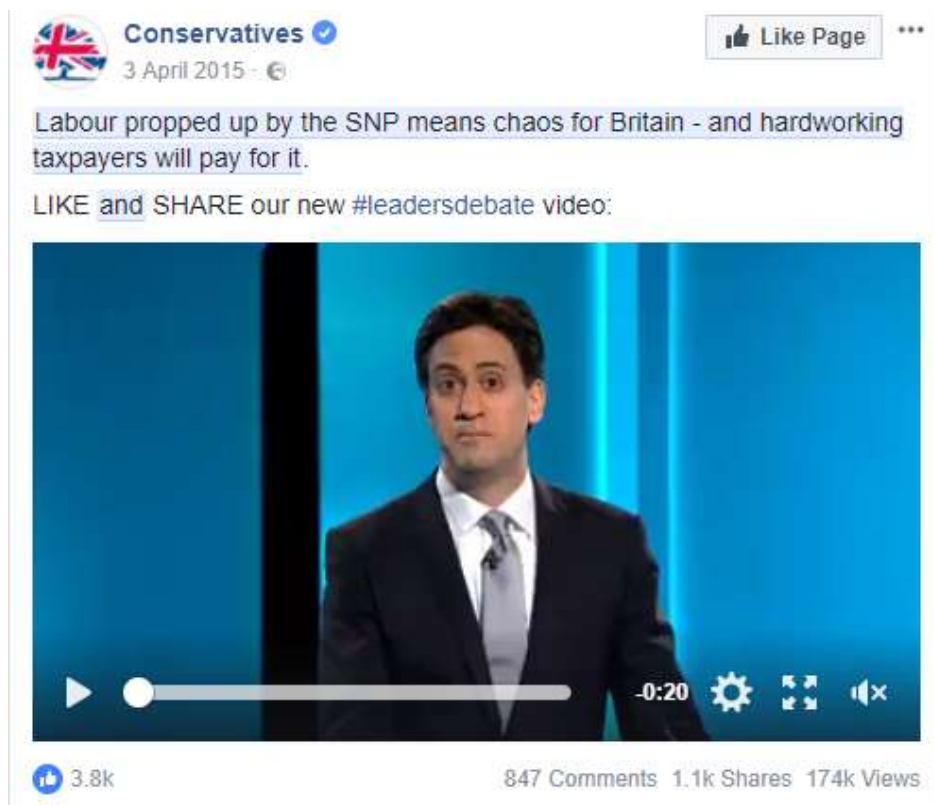 Conservatives
Like Page
3 April 2015 ·
Labour propped up by the SNP means chaos for Britain - and hardworking
taxpayers will pay for it.
LIKE and SHARE our new #leadersdebate video:
-0:20
3.8k
847 Comments 1.1k Shares 174k Views